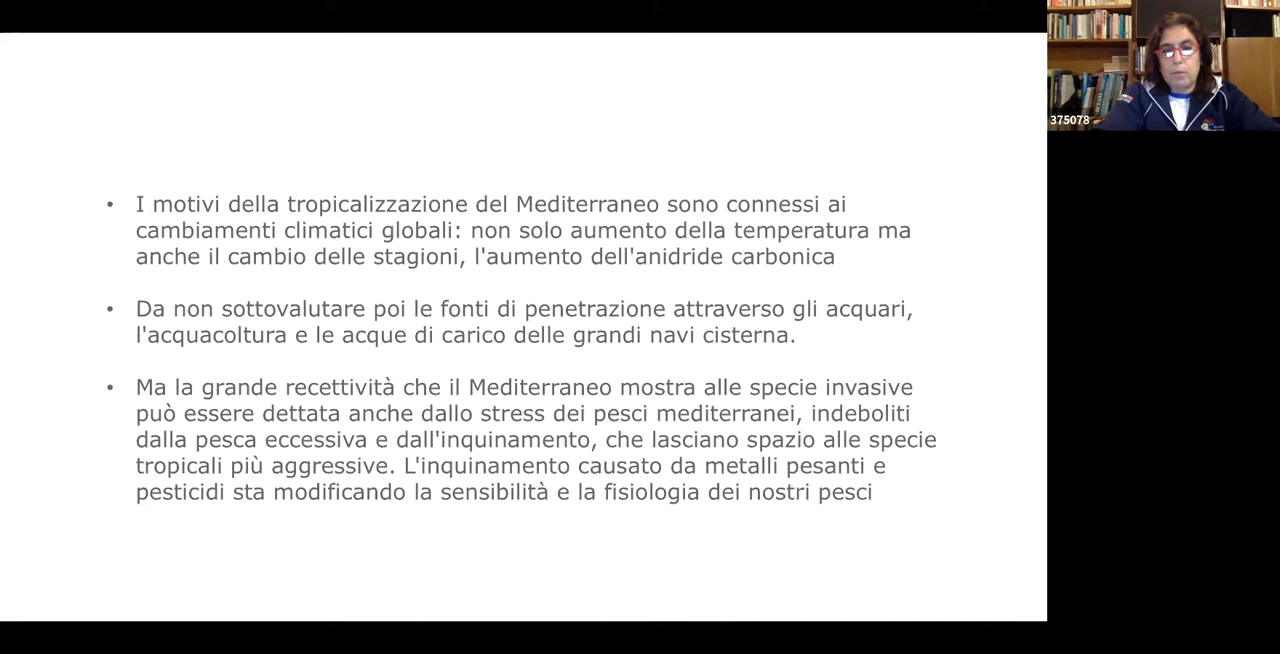 • I motivi della tropicalizzazione del Mediterraneo sono connessi ai
cambiamenti climatici globali: non solo aumento della temperatura ma
anche il cambio delle stagioni, l'aumento dell'anidride carbonica
• Da non sottovalutare poi le fonti di penetrazione attraverso gli acquari,
l'acquacoltura e le acque di carico delle grandi navi cisterna.
• Ma la grande recettività che il Mediterraneo mostra alle specie invasive
può essere dettata anche dallo stress dei pesci mediterranei, indeboliti
dalla pesca eccessiva e dall'inquinamento, che lasciano spazio alle specie
tropicali più aggressive. L'inquinamento causato da metalli pesanti e
pesticidi sta modificando la sensibilità e la fisiologia dei nostri pesci
375078